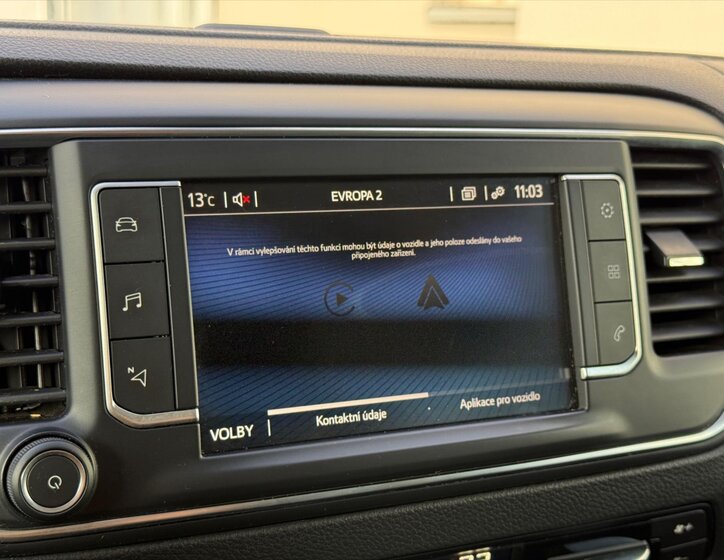 13°C EVROPA 2 11:03
V rámci vylepšování těchto funkcí mohou být údaje o vozidle a jeho poloze odeslány do vašeho
připojeného zařízení.
N
VOLBY Kontaktní údaje Aplikace pro vozidlo